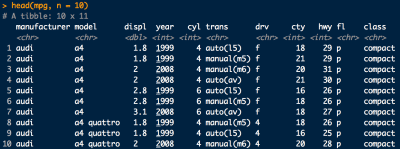 > head(mpg, n = 10)
# A tibble: 10 x 11
manufacturer model displ year cyl trans drv cty hwy fl class
<chr> <chr> <dbl> <int> <int> <chr> <chr> <int> <int> <chr> <chr>
1 audi a4 1.8 1999 4 auto(l5) f 18 29 p compact
2 audi a4 1.8 1999 4 manual(m5) f 21 29 p compact
3 audi a4 2 2008 4 manual(m6) f 20 31 p compact
4 audi a4 2 2008 4 auto(av) f 21 30 p compact
5 audi a4 2.8 1999 6 auto(l5) f 16 26 p compact
6 audi a4 2.8 1999 6 manual(m5) f 18 26 p compact
7 audi a4 3.1 2008 6 auto(av) f 18 27 p compact
8 audi a4 quattro 1.8 1999 4 manual(m5) 4 18 26 p compact
9 audi a4 quattro 1.8 1999 4 auto(l5) 4 16 25 p compact
10 audi a4 quattro 2 2008 4 manual(m6) 4 20 28 p compact